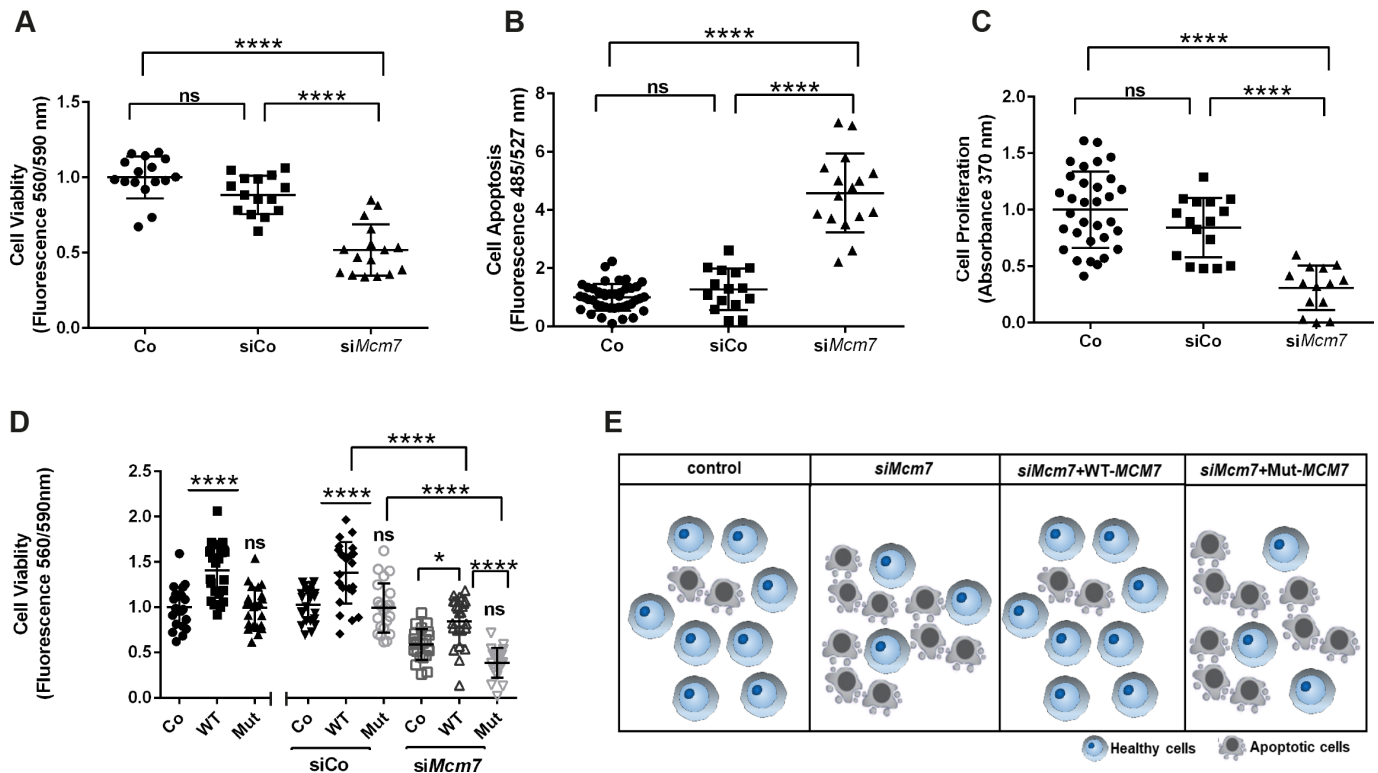 A
****
ns
****
Cell Viablity
(Fluorescence 560/590 nm)
1.5
1.0
0.5
0.0
Co
siCo
siMcm7
B
****
ns
****
Cell Apoptosis
(Fluorescence 485/527 nm)
8
6
4
2
0
Co
siCo
siMcm7
C
****
ns
****
Cell Proliferation
(Absorbance 370 nm)
2.0
1.5
1.0
0.5
0.0
Co
siCo
siMcm7
D
Cell Viablity
(Fluorescence 560/590nm)
2.5
2.0
1.5
1.0
0.5
0.0
****
ns
****
****
****
ns
*
****
ns
Co
WT
Mut
Co
WT
Mut
Co
WT
Mut
siCo
siMcm7
E
control
siMcm7
siMcm7+WT-MCM7
siMcm7+Mut-MCM7
Healthy cells
Apoptotic cells